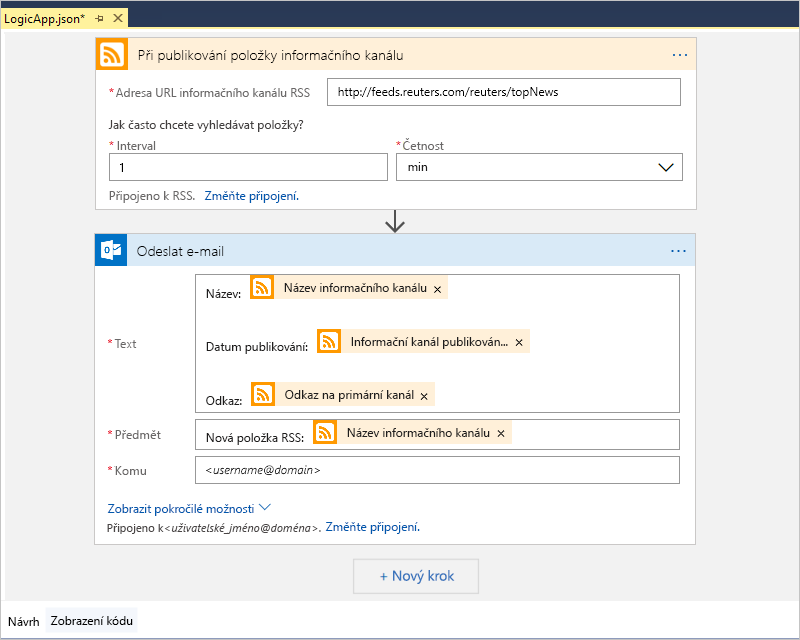 LogicApp.json*
Při publikování položky informačního kanálu
*Adresa URL informačního kanálu RSS http://feeds.reuters.com/reuters/topNews
Jak často chcete vyhledávat položky?
*Interval *Četnost
1 min
Připojeno k RSS. Změňte připojení.
Odeslat e-mail
Název: Název informačního kanálu ×
*Text Datum publikování: Informační kanál publikován... ×
Odkaz: Odkaz na primární kanál ×
*Předmět Nová položka RSS: Název informačního kanálu ×
*Komu <username@domain>
Zobrazit pokročilé možnosti
Připojeno k<uživatelské_jméno@doména>. Změňte připojení.
+ Nový krok
Návrh Zobrazení kódu